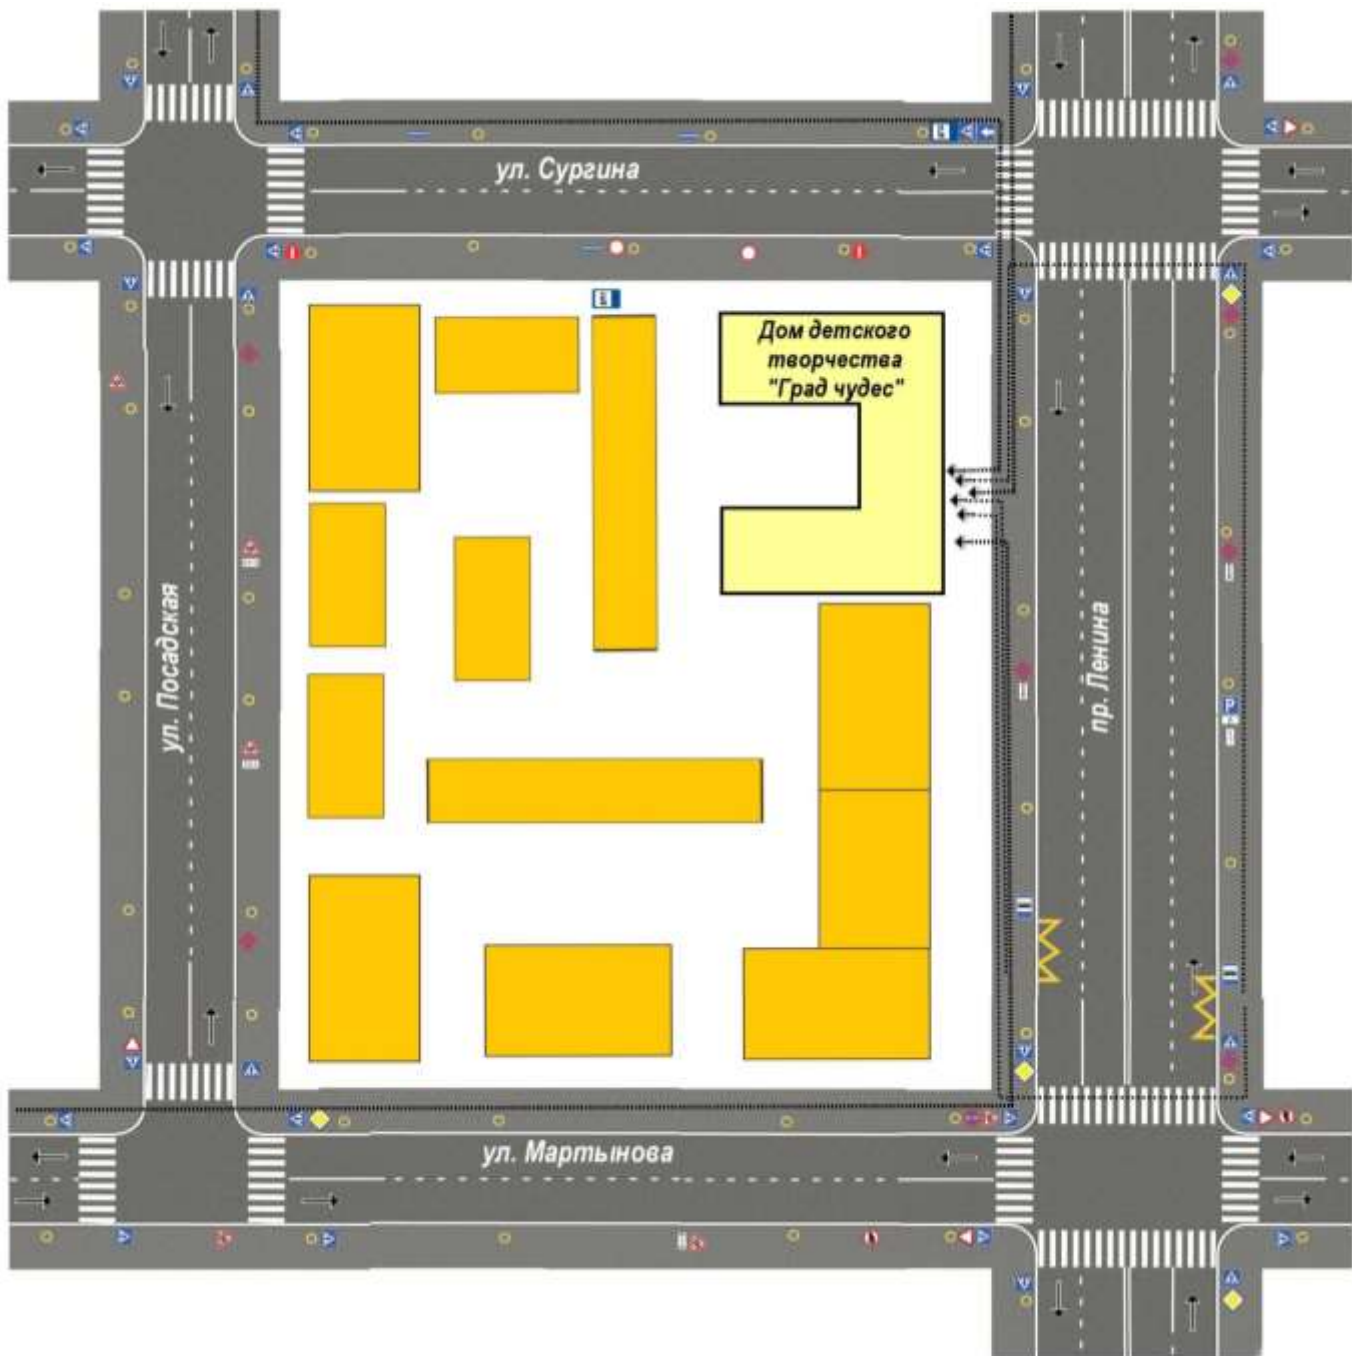 ул. Сургина
Дом детского
творчества
"Град чудес"
ул. Посадская
пр. Ленина
P
ул. Мартынова